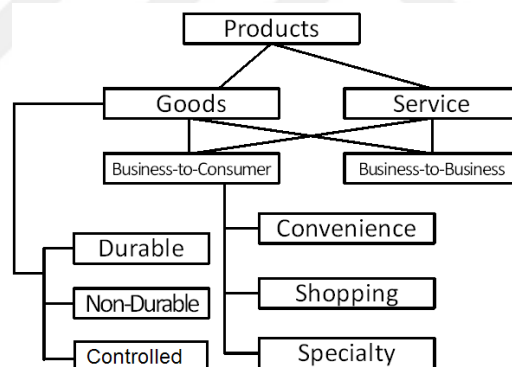 Products
Goods
Service
Business-to-Consumer
Business-to-Business
Convenience
Durable
Shopping
Non-Durable
Specialty
Controlled